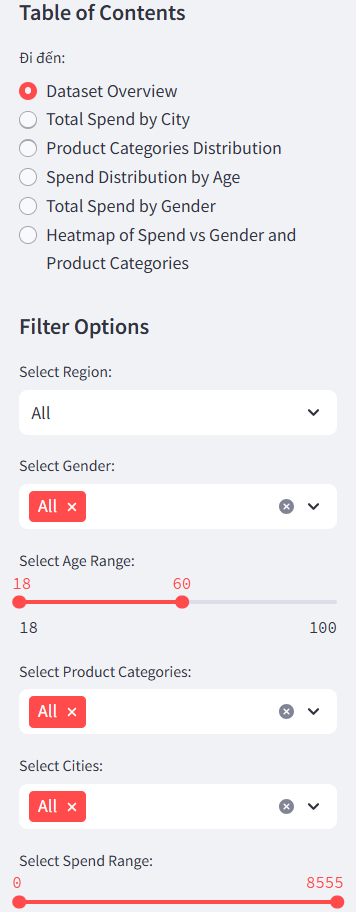 Table of Contents
Đi đến:
Dataset Overview
Total Spend by City
Product Categories Distribution
Spend Distribution by Age
Total Spend by Gender
Heatmap of Spend vs Gender and
Product Categories
Filter Options
Select Region:
All
Select Gender:
All
Select Age Range:
18 60
18 100
Select Product Categories:
All
Select Cities:
All
Select Spend Range:
0 8555